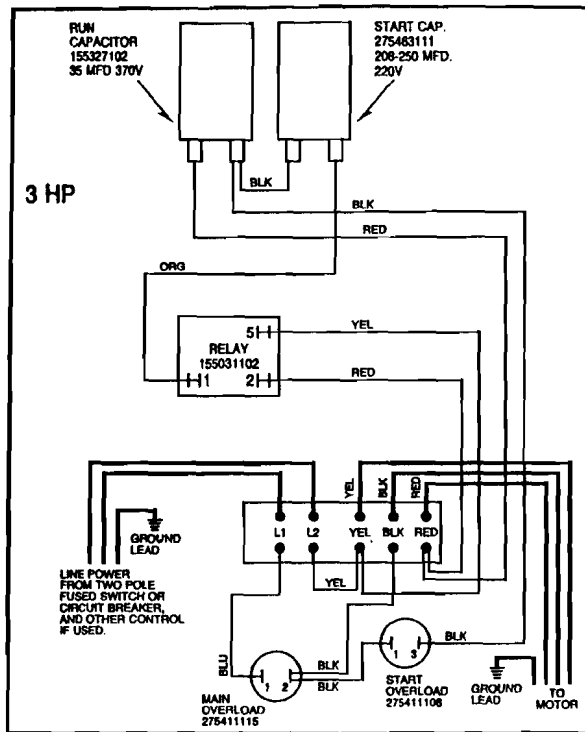 RUN
CAPACITOR
155327102
35 MFD 370V
START CAP.
275463111
208-250 MFD.
220V
BLK
3 HP
BLK
RED
ORG
5
YEL
RELAY
155031102
1
2
RED
YEL
BLK
RED
L1
L2
YEL
BLK
RED
GROUND
LEAD
YEL
LINE POWER
FROM TWO POLE
FUSED SWITCH OR
CIRCUIT BREAKER,
AND OTHER CONTROL
IF USED.
BLU
1
2
BLK
BLK
1
3
BLK
MAIN
OVERLOAD
275411115
START
OVERLOAD
275411108
GROUND
LEAD
TO
MOTOR